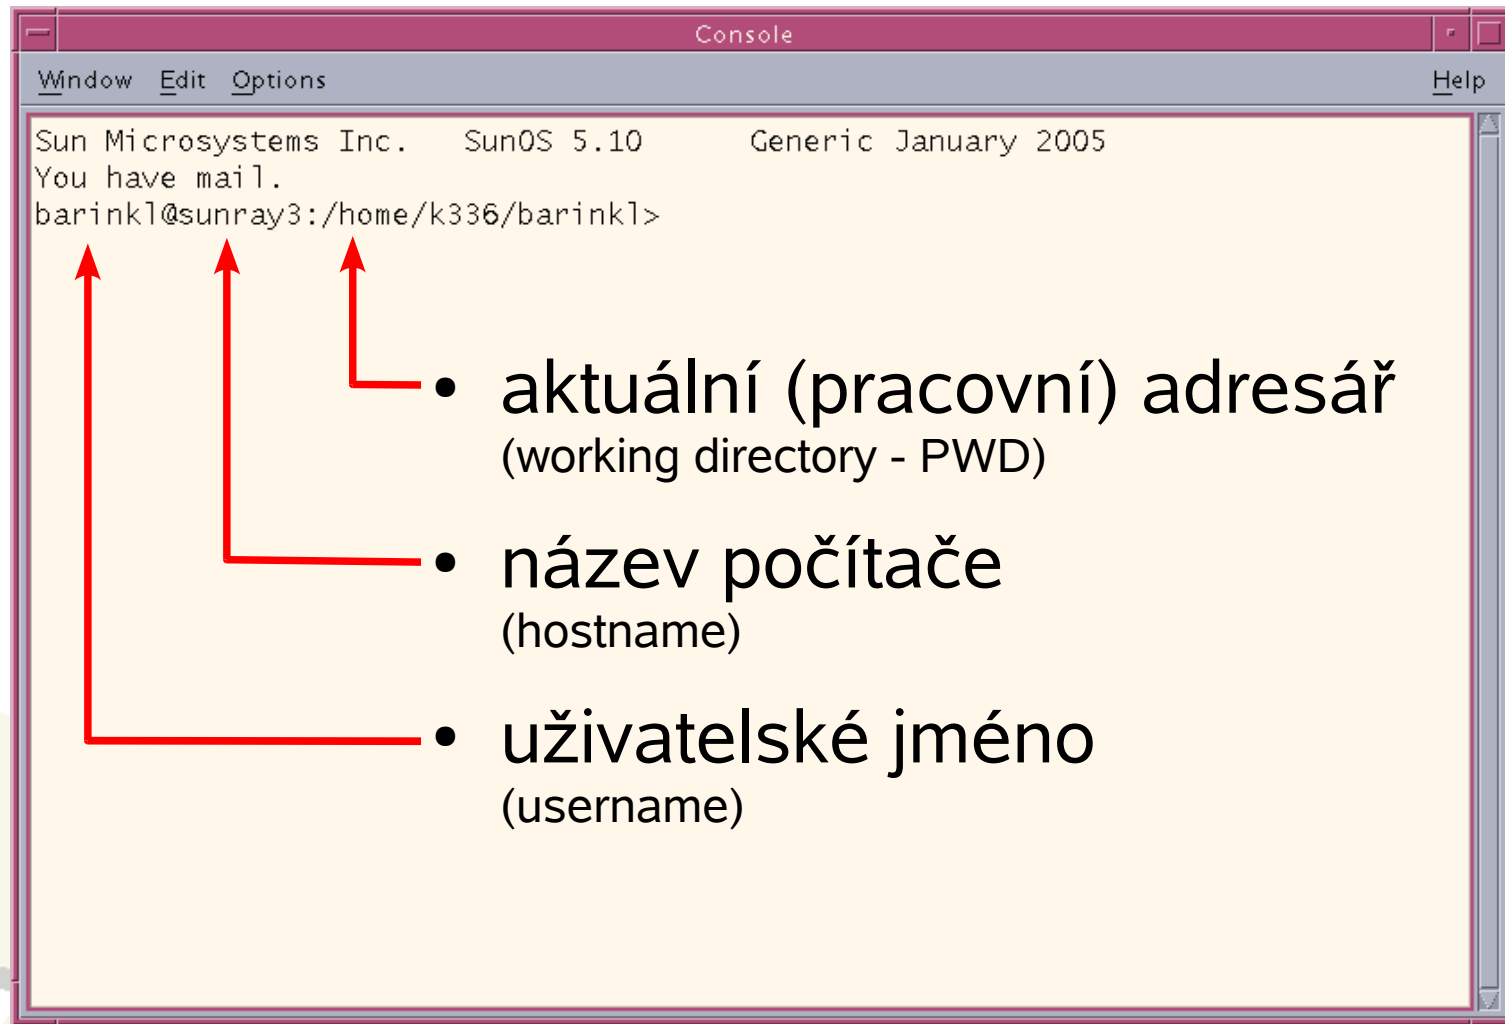 Console
Window Edit Options Help
Sun Microsystems Inc. SunOS 5.10 Generic January 2005
You have mail.
barinkl@sunray3:/home/k336/barinkl>
• aktuální (pracovní) adresář
(working directory - PWD)
• název počítače
(hostname)
• uživatelské jméno
(username)